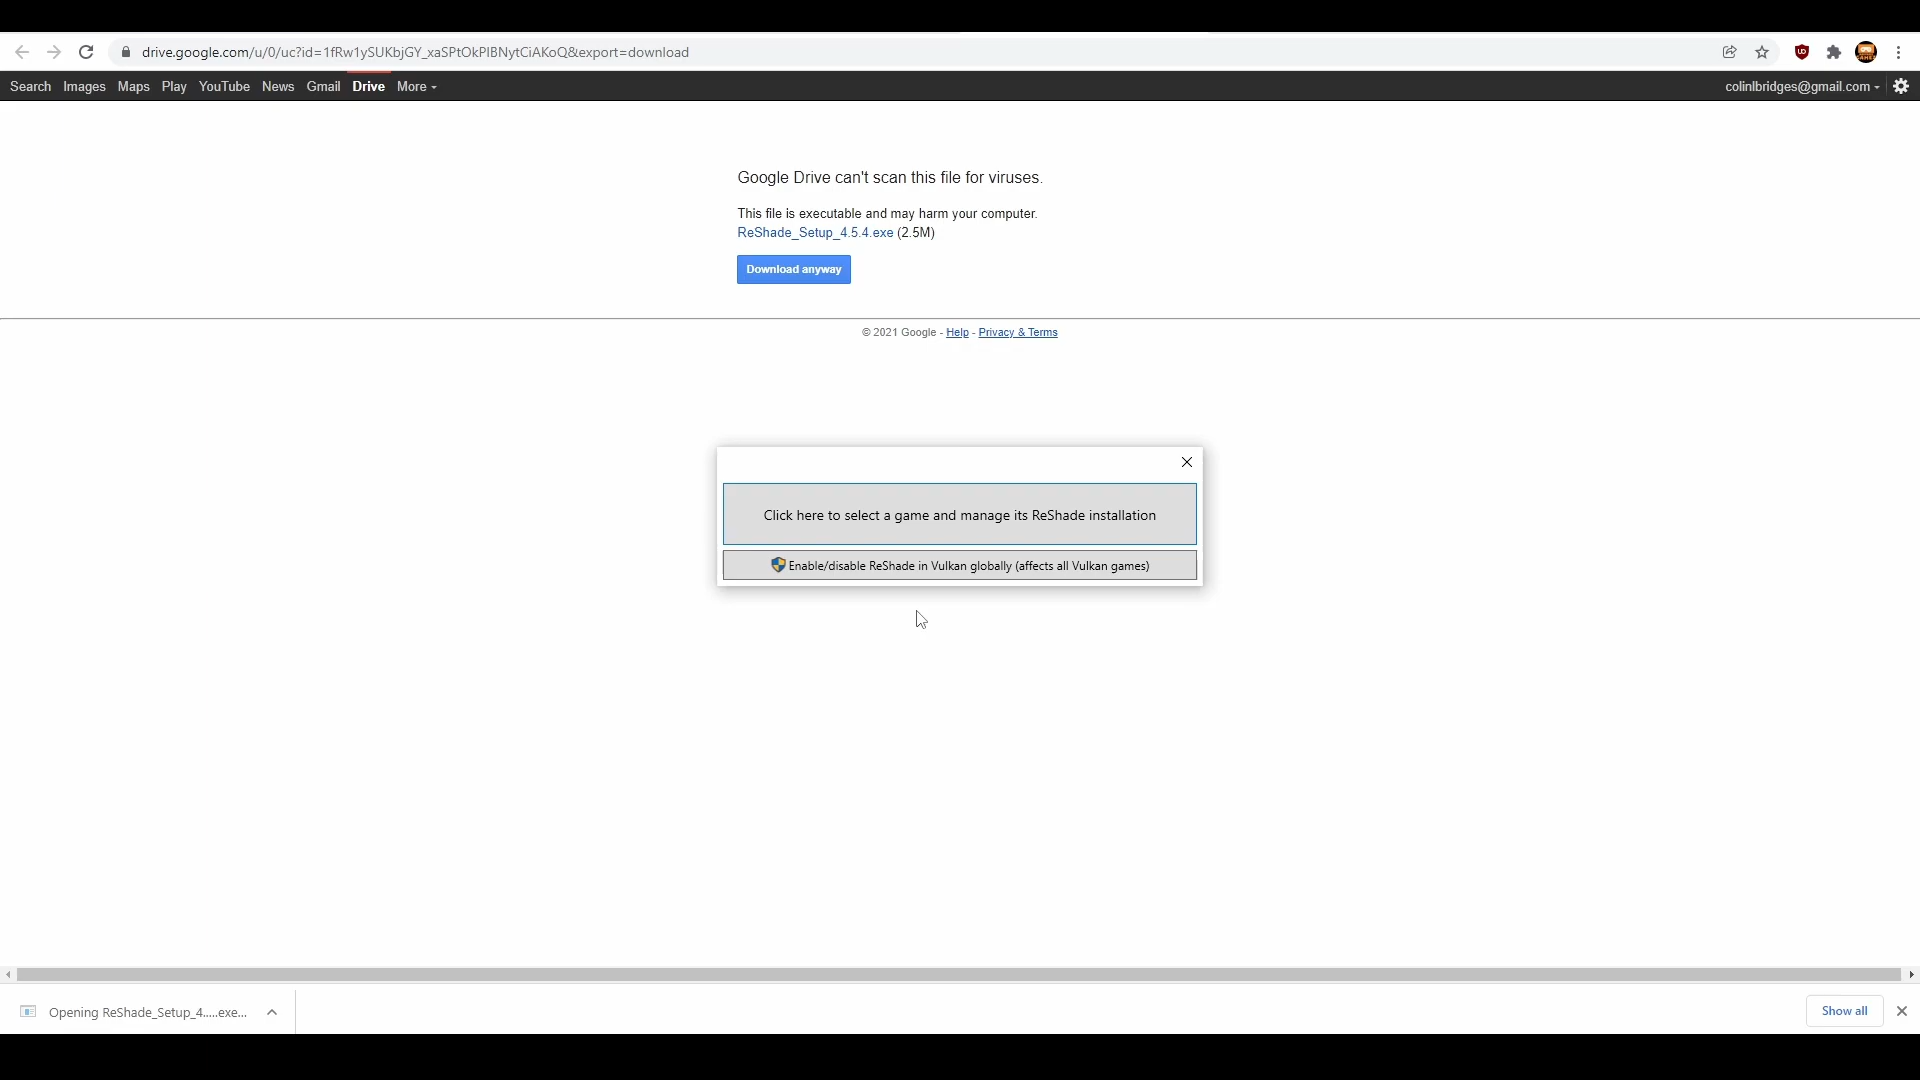 drive.google.com/u/0/uc?id=1fRw1ySUKbjGY_xaSPtOkPIBNytCiAKoQ&export=download
Search Images Maps Play YouTube News Gmail Drive More
colinlbridges@gmail.com
Google Drive can't scan this file for viruses.
This file is executable and may harm your computer.
ReShade_Setup_4.5.4.exe (2.5M)
Download anyway
© 2021 Google - Help - Privacy & Terms
Click here to select a game and manage its ReShade installation
Enable/disable ReShade in Vulkan globally (affects all Vulkan games)
Opening ReShade_Setup_4.....exe...
Show all